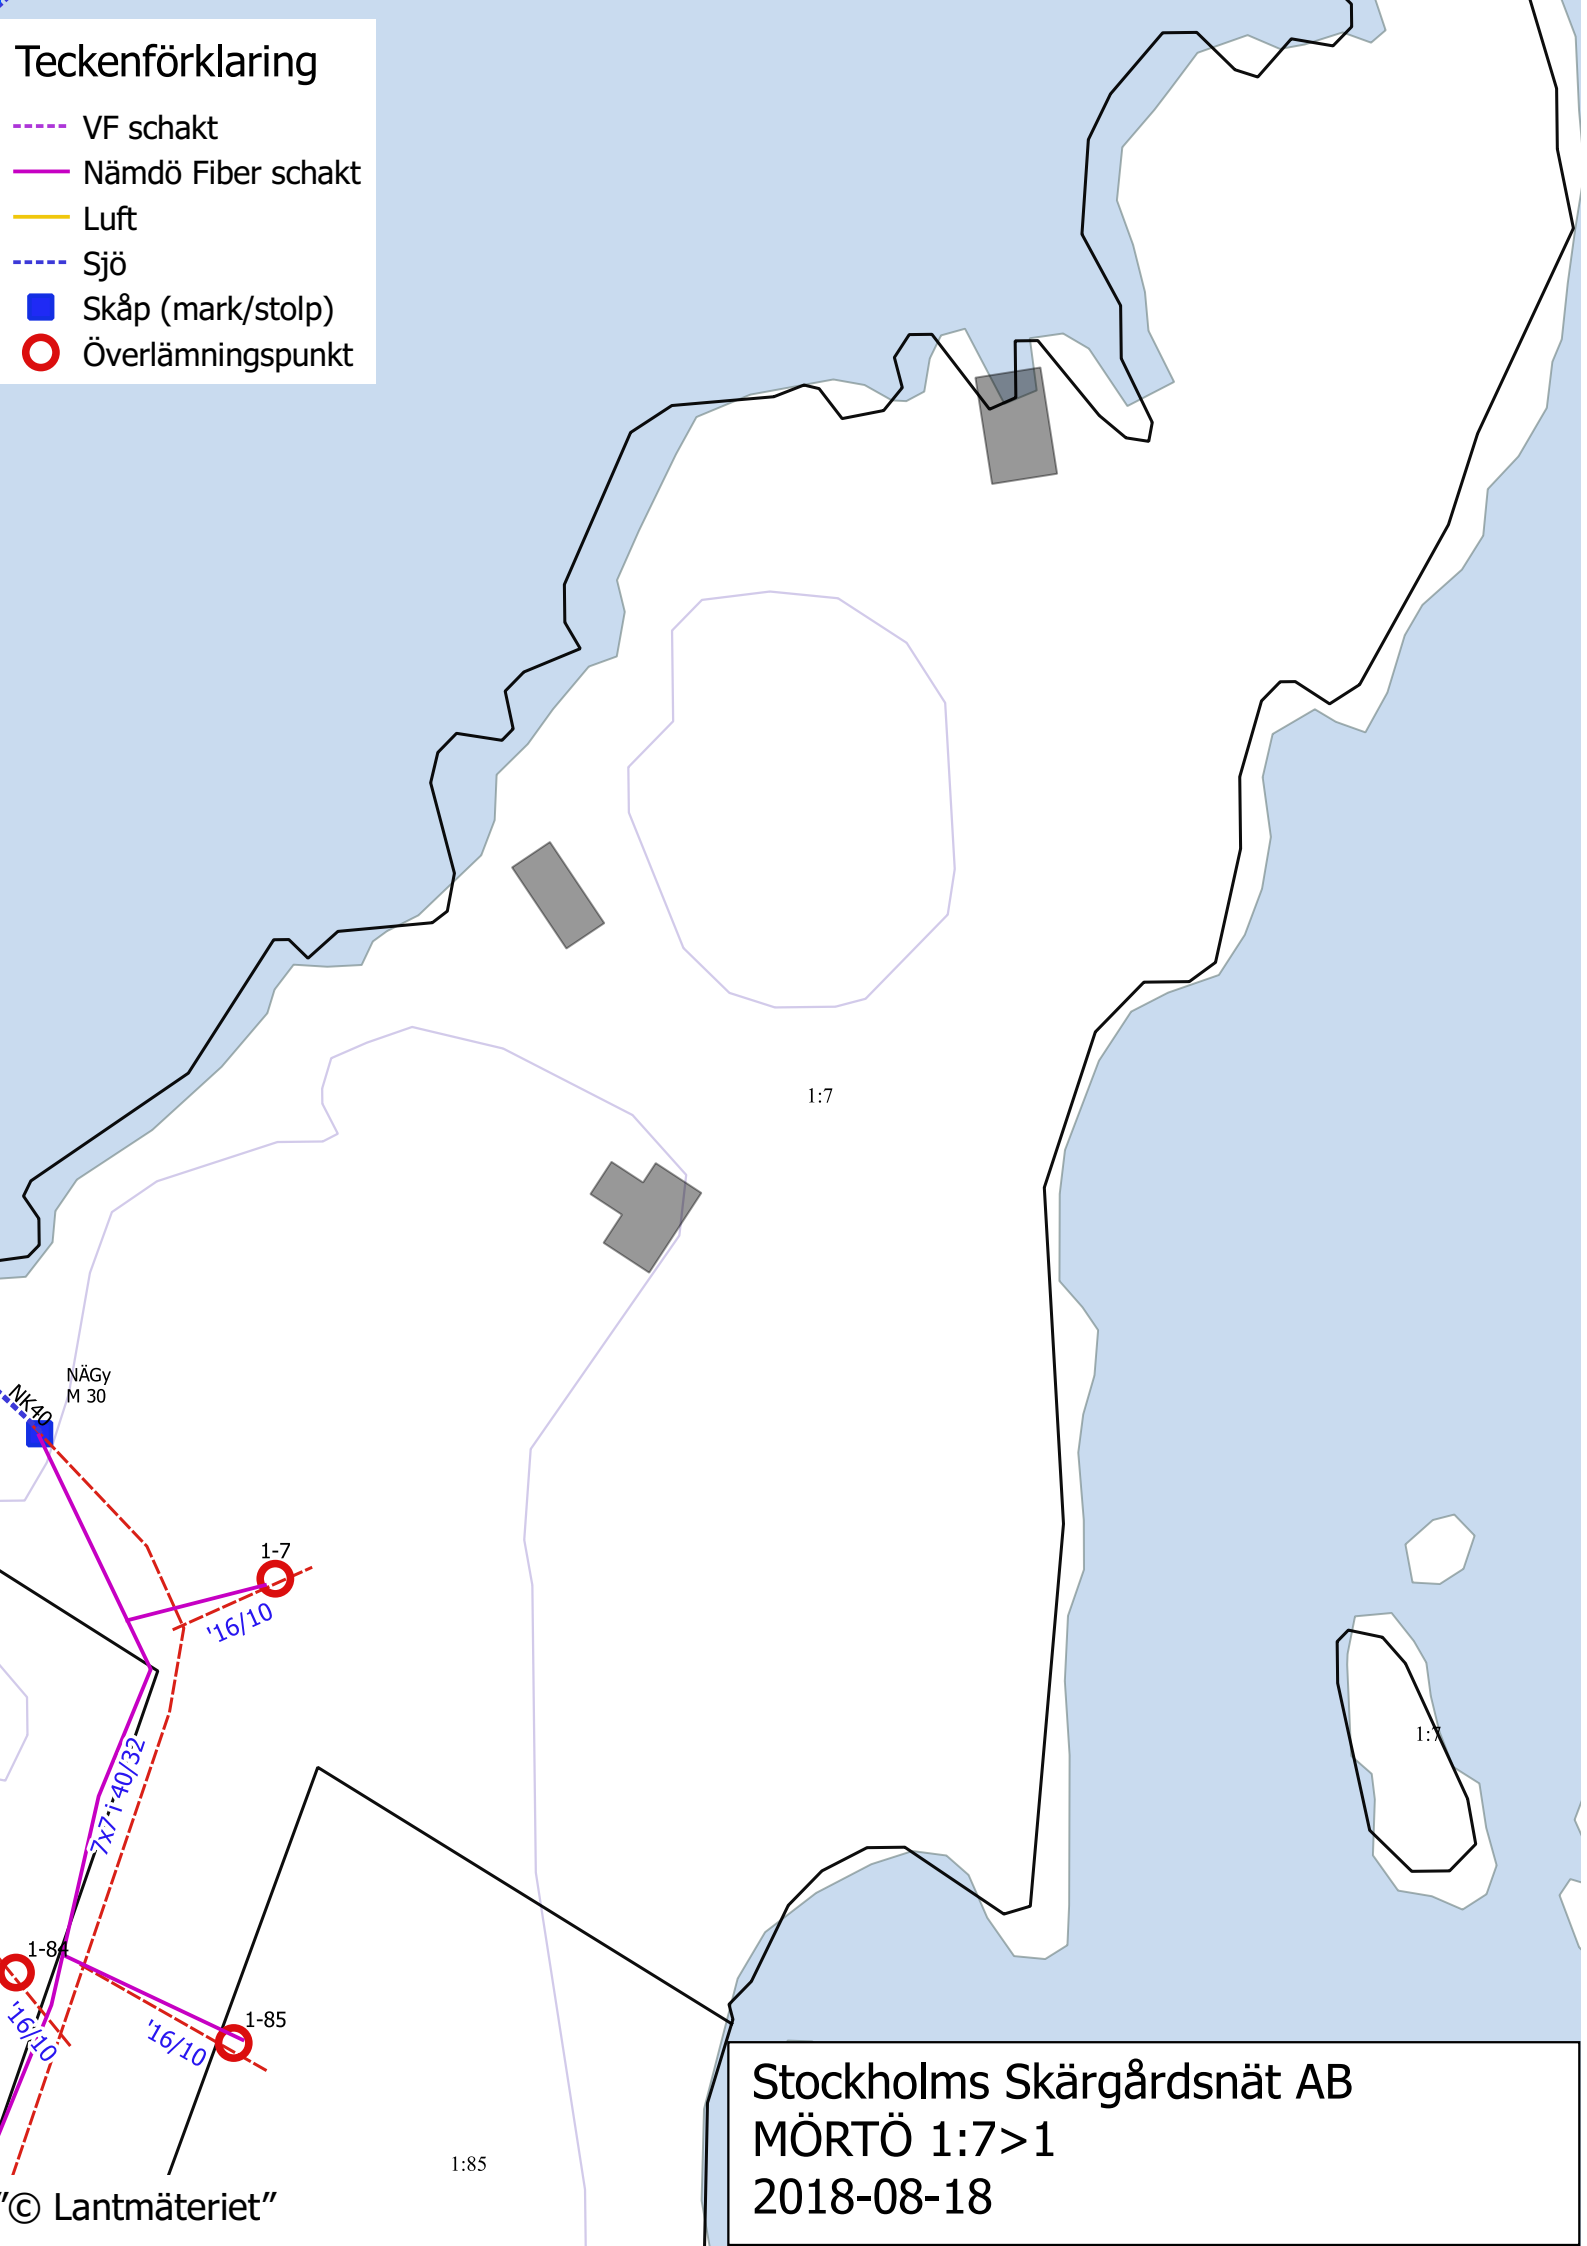 Teckenförklaring
VF schakt
Nämdö Fiber schakt
Luft
Sjö
Skåp (mark/stolp)
Överlämningspunkt
1:7
NÄGy
M 30
NK40
1-7
'16/10
7x7 i 40/32
1:7
1-84
'16/10
1-85
'16/10
1:85
"© Lantmäteriet"
Stockholms Skärgårdsnät AB
MÖRTÖ 1:7>1
2018-08-18